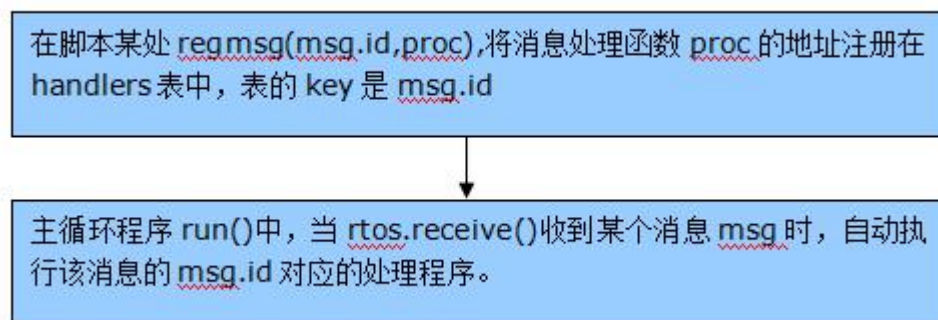 在脚本某处 regmsg(msg.id,proc),将消息处理函数 proc 的地址注册在
handlers 表中，表的 key 是 msg.id
主循环程序 run()中，当 rtos.receive()收到某个消息 msg 时，自动执
行该消息的 msg.id 对应的处理程序。